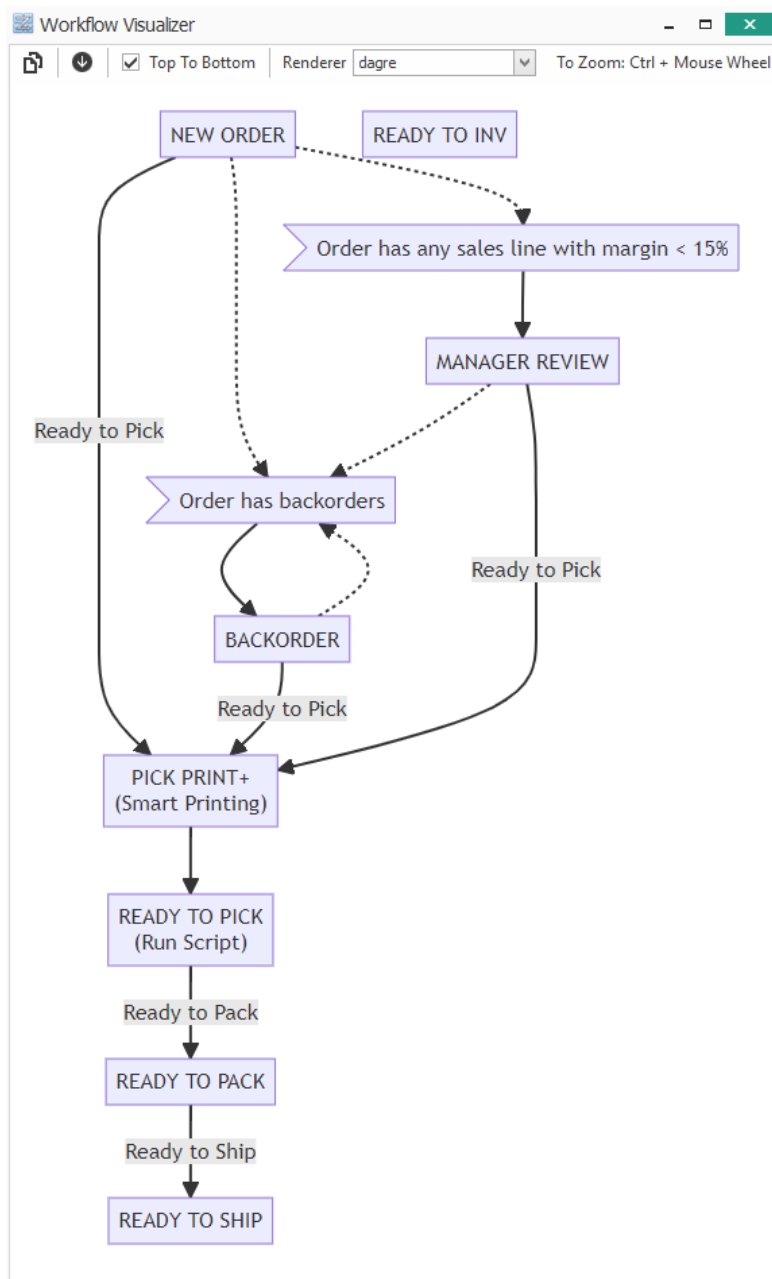 Workflow Visualizer
Top To Bottom
Renderer
dagre
To Zoom: Ctrl + Mouse Wheel
NEW ORDER
READY TO INV
Order has any sales line with margin < 15%
MANAGER REVIEW
Ready to Pick
Order has backorders
Ready to Pick
BACKORDER
Ready to Pick
PICK PRINT+
(Smart Printing)
READY TO PICK
(Run Script)
Ready to Pack
READY TO PACK
Ready to Ship
READY TO SHIP